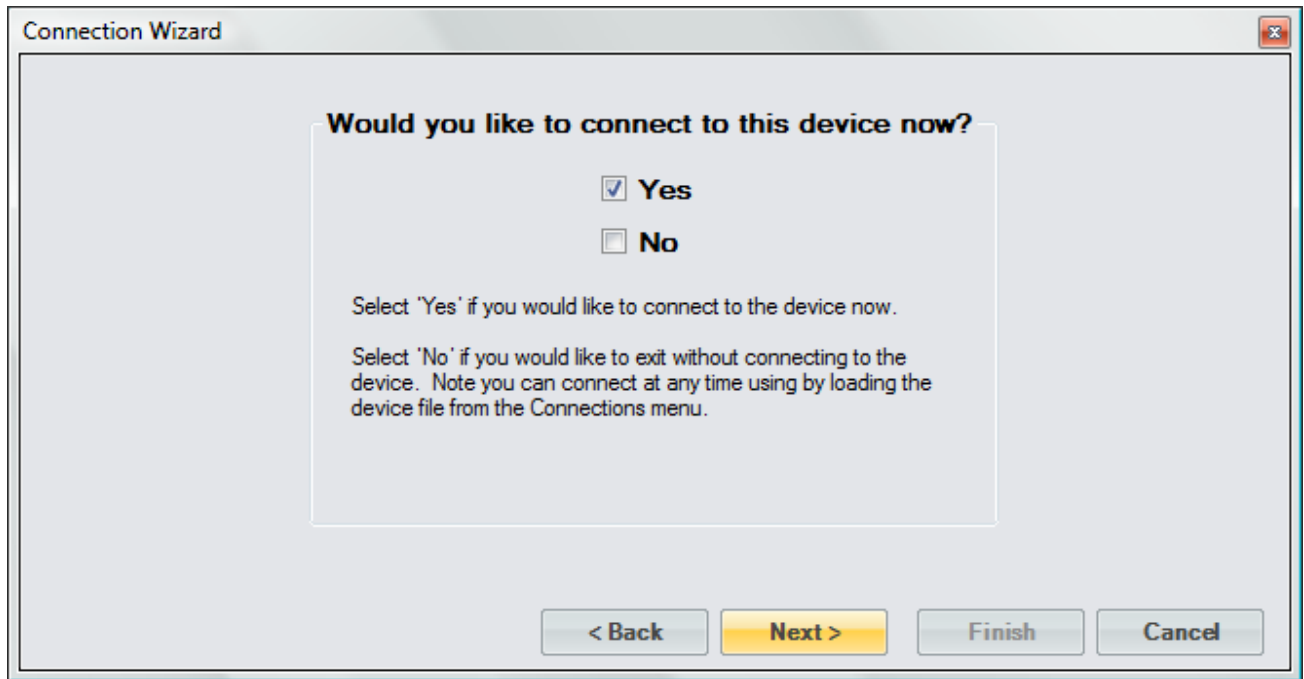 Connection Wizard
Would you like to connect to this device now?
Yes
No
Select 'Yes' if you would like to connect to the device now.
Select 'No' if you would like to exit without connecting to the
device.  Note you can connect at any time using by loading the
device file from the Connections menu.
< Back   Next >   Finish   Cancel